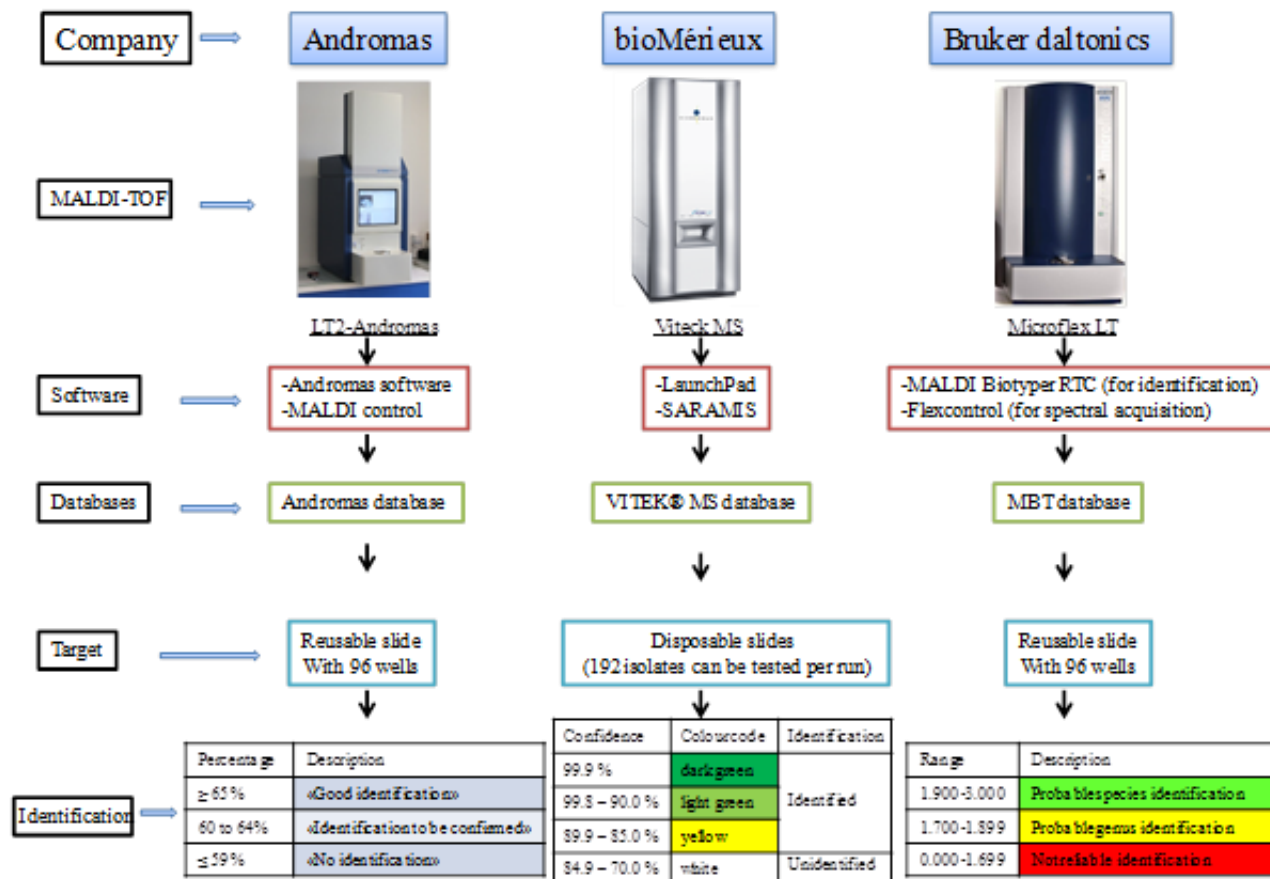 Company
Andromas
bioMérieux
Bruker daltonics
MALDI-TOF
LT2-Andromas
Viteck MS
Microflex LT
Software
-Andromas software
-MALDI control
-LaunchPad
-SARAMIS
-MALDI Biotyper RTC (for identification)
-Flexcontrol (for spectral acquisition)
Databases
Andromas database
VITEK® MS database
MBT database
Target
Reusable slide
With 96 wells
Disposable slides
(192 isolates can be tested per run)
Reusable slide
With 96 wells
Identification
Percentage Description
≥ 65% «Good identification»
60 to 64% «Identification to be confirmed»
≤ 59% «No identification»
Confidence Colourcode Identification
99.9 % dark green
99.8 – 90.0 % light green Identified
89.9 – 85.0 % yellow
84.9 – 70.0 % white Unidentified
Range Description
1.900-3.000 Probable species identification
1.700-1.899 Probable genus identification
0.000-1.699 Not reliable identification